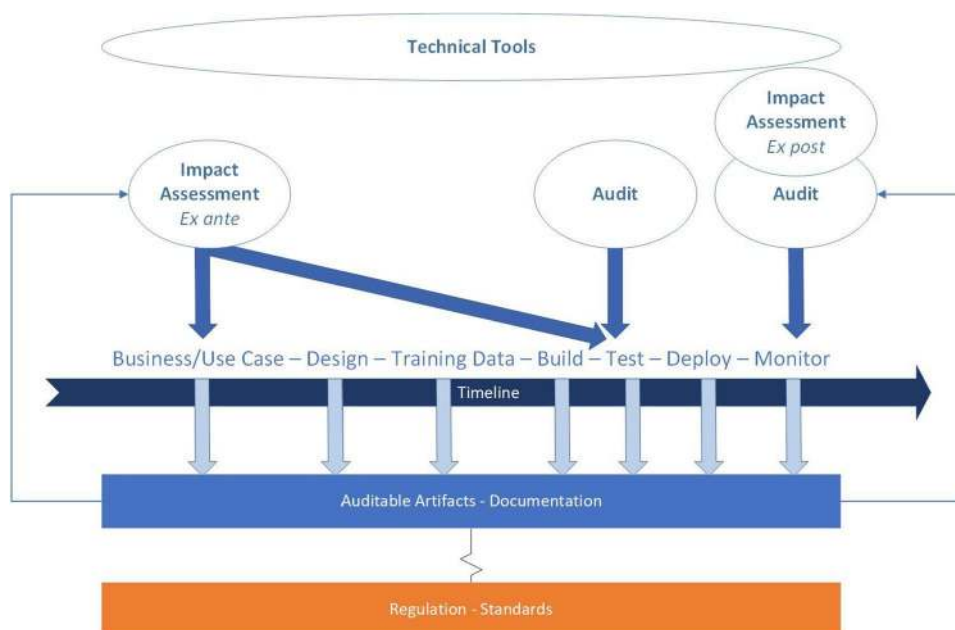 Technical Tools
Impact
Assessment
Ex post
Impact
Assessment
Ex ante
Audit
Audit
Business/Use Case – Design – Training Data – Build – Test – Deploy – Monitor
Timeline
Auditable Artifacts - Documentation
Regulation - Standards